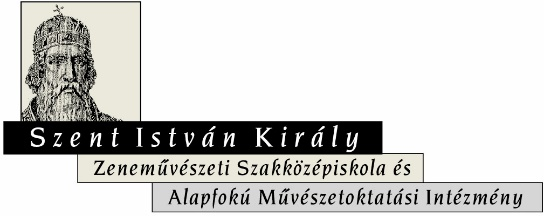 Szent István Király
Zeneművészeti Szakközépiskola és
Alapfokú Művészetoktatási Intézmény